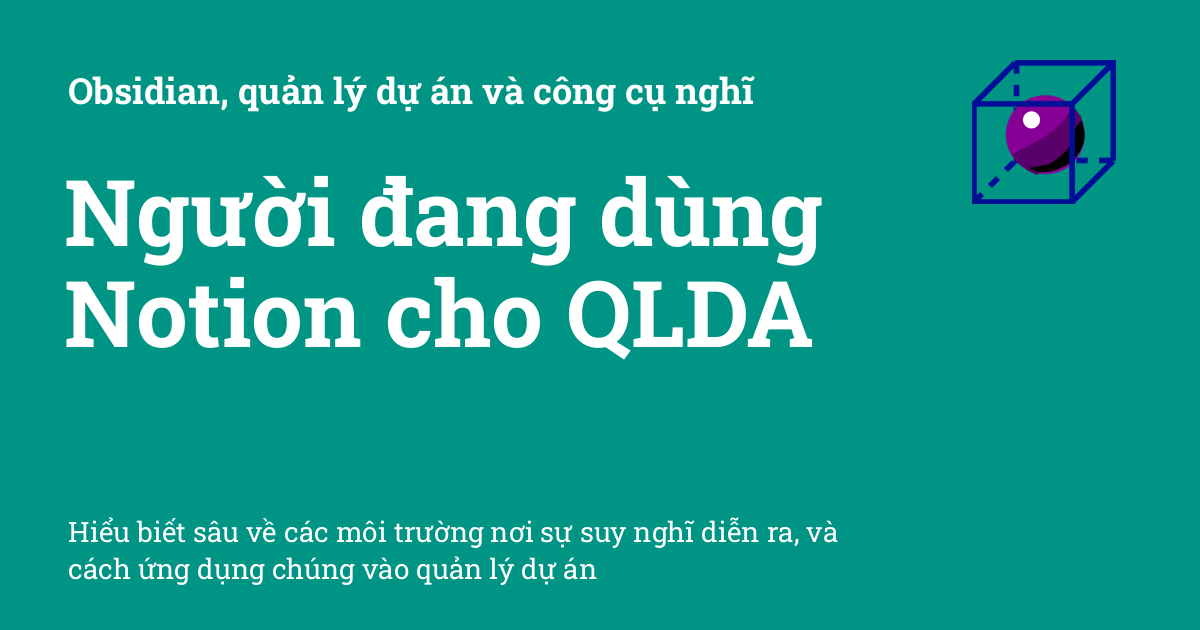 Obsidian, quản lý dự án và công cụ nghĩ
Người đang dùng
Notion cho QLDA
Hiểu biết sâu về các môi trường nơi sự suy nghĩ diễn ra, và
cách ứng dụng chúng vào quản lý dự án